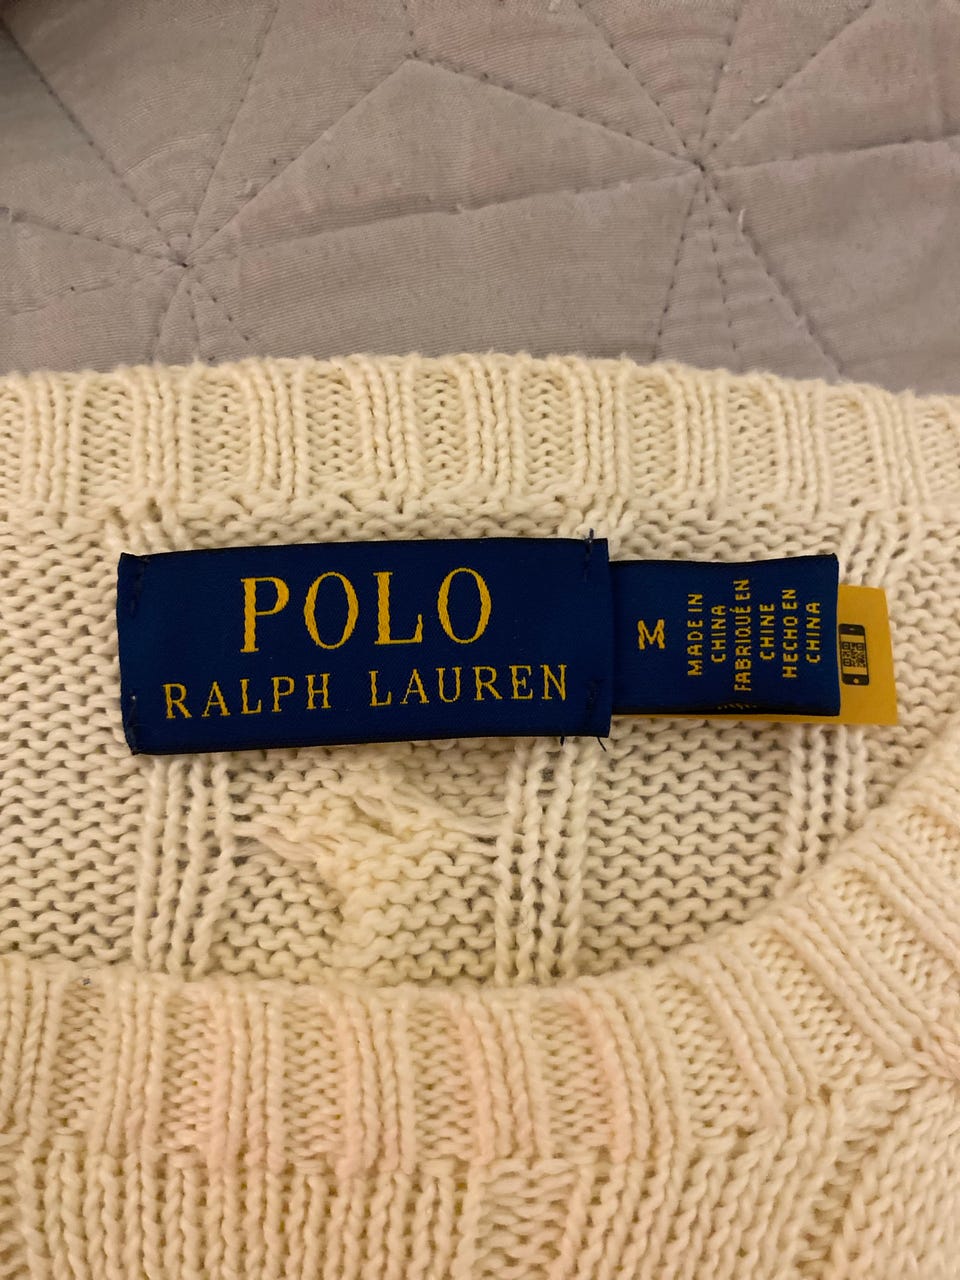 POLO
RALPH LAUREN
M
MADE IN
CHINA
FABRIQUÉ EN
CHINE
HECHO EN
CHINA